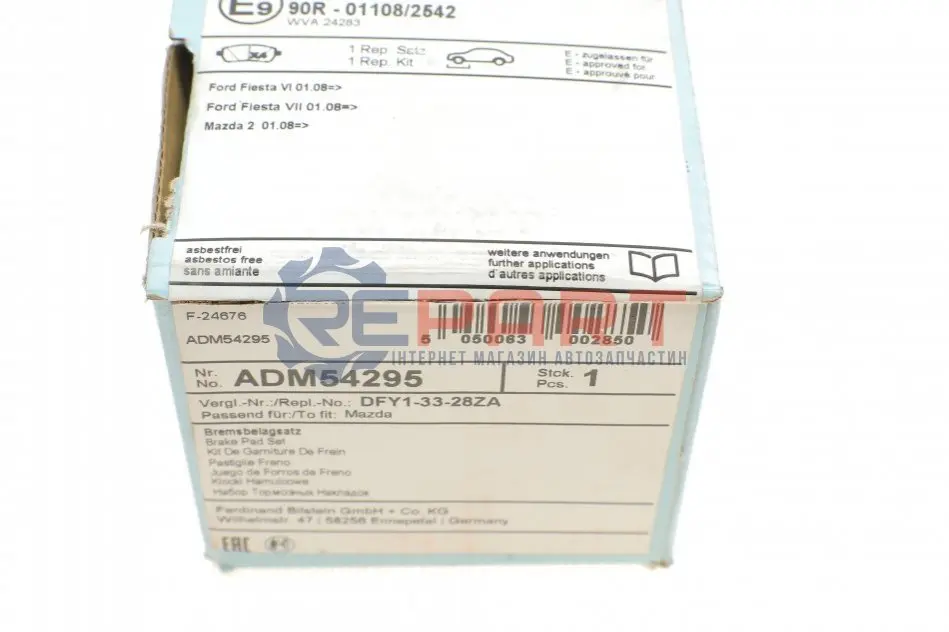 E9 90R - 01108/2542
WVA 24283
X4
1 Rep. Satz
1 Rep. Kit
E - zugelassen für
E - approved for
E - approuvé pour
Ford Fiesta VI 01.08=>
Ford Fiesta VII 01.08=>
Mazda 2 01.08=>
asbestfrei
asbestos free
sans amiante
weitere anwendungen
further applications
d'autres applications
REPART
ІНТЕРНЕТ МАГАЗИН АВТОЗАПЧАСТИН
F-24676
ADM54295
5 050063 002850
Nr.
No. ADM54295
Stck.
Pcs. 1
Vergl.-Nr.:/Repl.-No.: DFY1-33-28ZA
Passend für:/To fit: Mazda
Bremsbelagsatz
Brake Pad Set
Kit De Garniture De Frein
Pastiglie Freno
Juego de Forros de Freno
Klocki Hamulcowe
Набор Тормозных Накладок
Ferdinand Bilstein GmbH + Co. KG
Wilhelmstr. 47 | 58256 Ennepetal | Germany
EAC